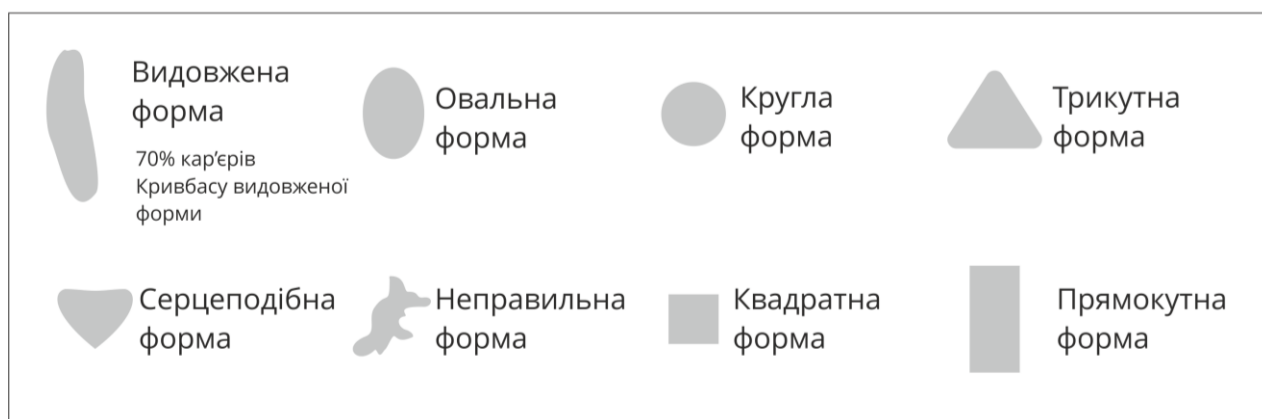 Видовжена
форма
70% кар’єрів
Кривбасу видовженої
форми
Овальна
форма
Кругла
форма
Трикутна
форма
Серцеподібна
форма
Неправильна
форма
Квадратна
форма
Прямокутна
форма